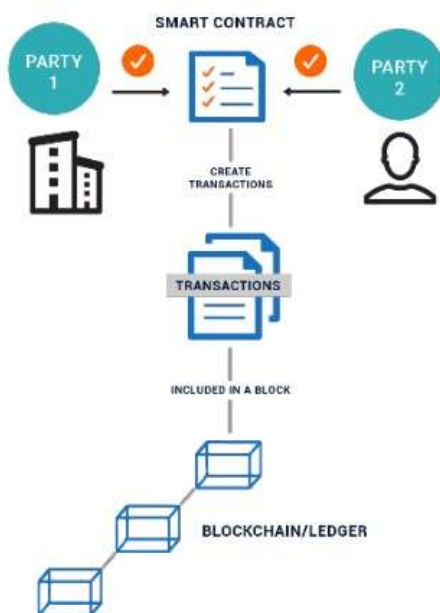 SMART CONTRACT
PARTY
1
PARTY
2
CREATE
TRANSACTIONS
TRANSACTIONS
INCLUDED IN A BLOCK
BLOCKCHAIN/LEDGER